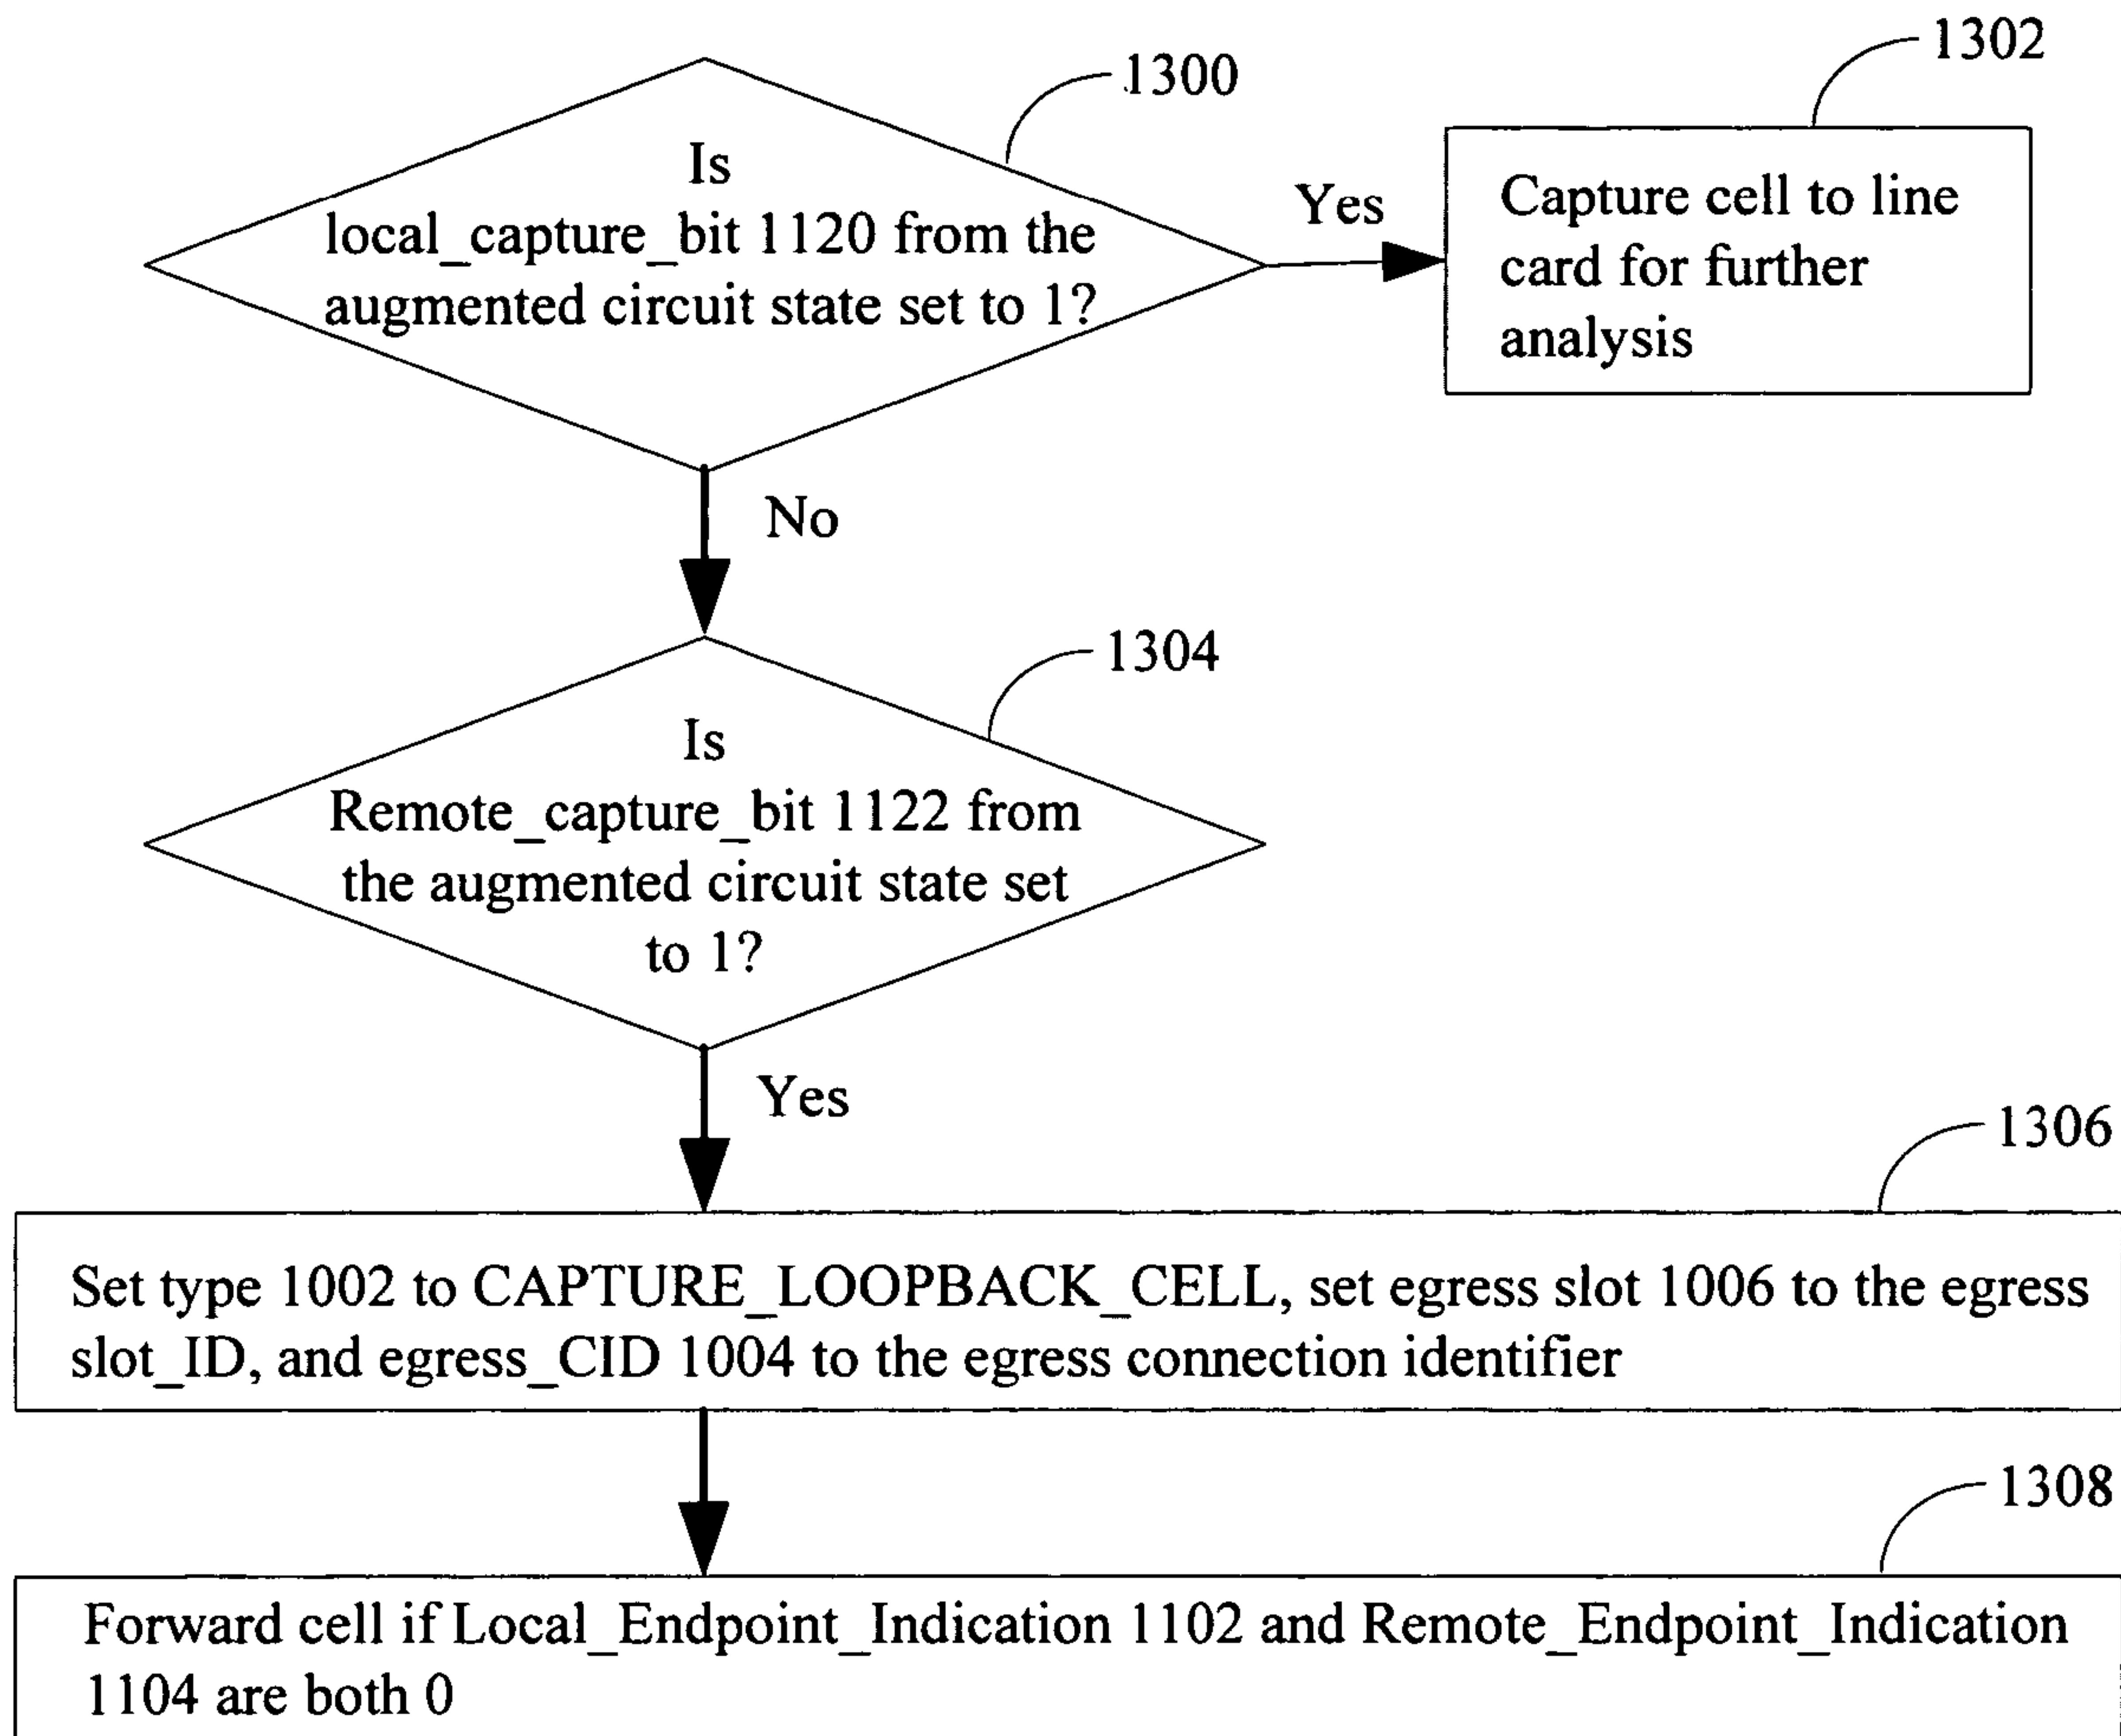 1300
1302
Is
local_capture_bit 1120 from the
augmented circuit state set to 1?
Yes
Capture cell to line
card for further
analysis
No
1304
Is
Remote_capture_bit 1122 from
the augmented circuit state set
to 1?
Yes
1306
Set type 1002 to CAPTURE_LOOPBACK_CELL, set egress slot 1006 to the egress
slot_ID, and egress_CID 1004 to the egress connection identifier
1308
Forward cell if Local_Endpoint_Indication 1102 and Remote_Endpoint_Indication
1104 are both 0